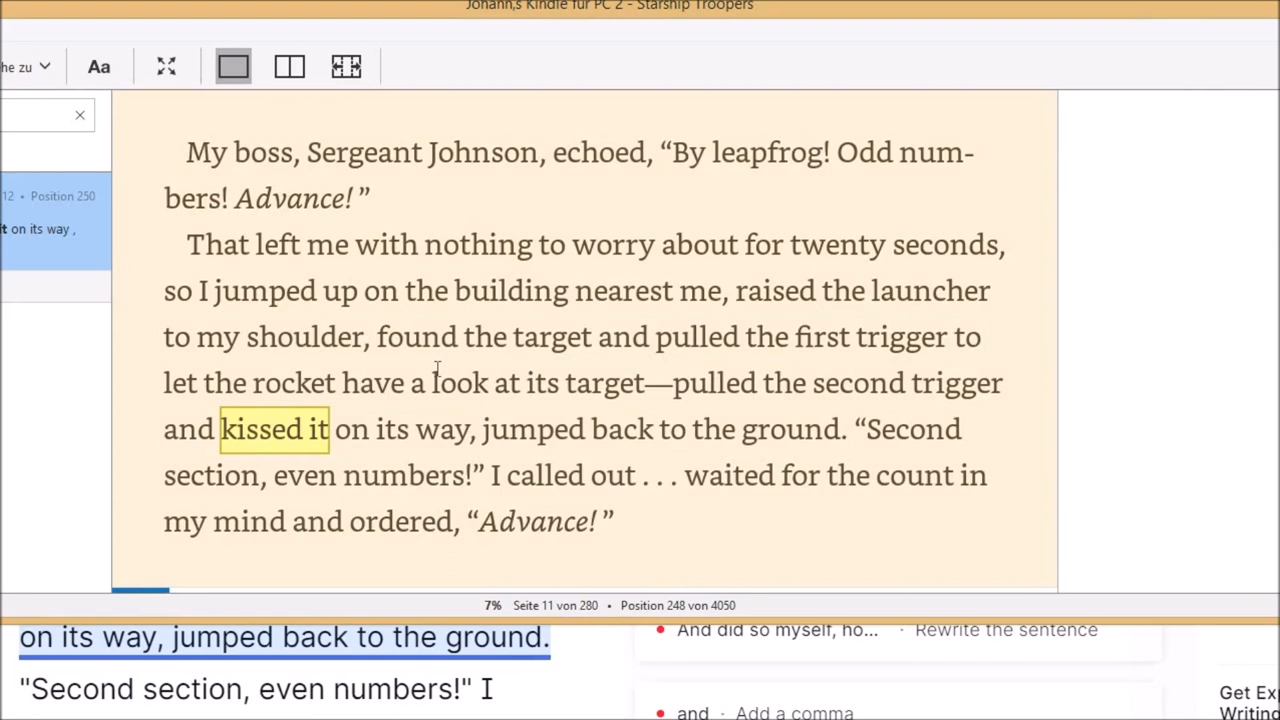 Johann,s Kindle für PC 2 - Starship Troopers
he zu
Aa
12 • Position 250
it on its way ,
My boss, Sergeant Johnson, echoed, “By leapfrog! Odd num-
bers! Advance! ”
That left me with nothing to worry about for twenty seconds,
so I jumped up on the building nearest me, raised the launcher
to my shoulder, found the target and pulled the first trigger to
let the rocket have a look at its target—pulled the second trigger
and kissed it on its way, jumped back to the ground. “Second
section, even numbers!” I called out . . . waited for the count in
my mind and ordered, “Advance! ”
7% Seite 11 von 280 • Position 248 von 4050
on its way, jumped back to the ground.
"Second section, even numbers!" I
And did so myself, ho... · Rewrite the sentence
and · Add a comma
Get Exp
Writing